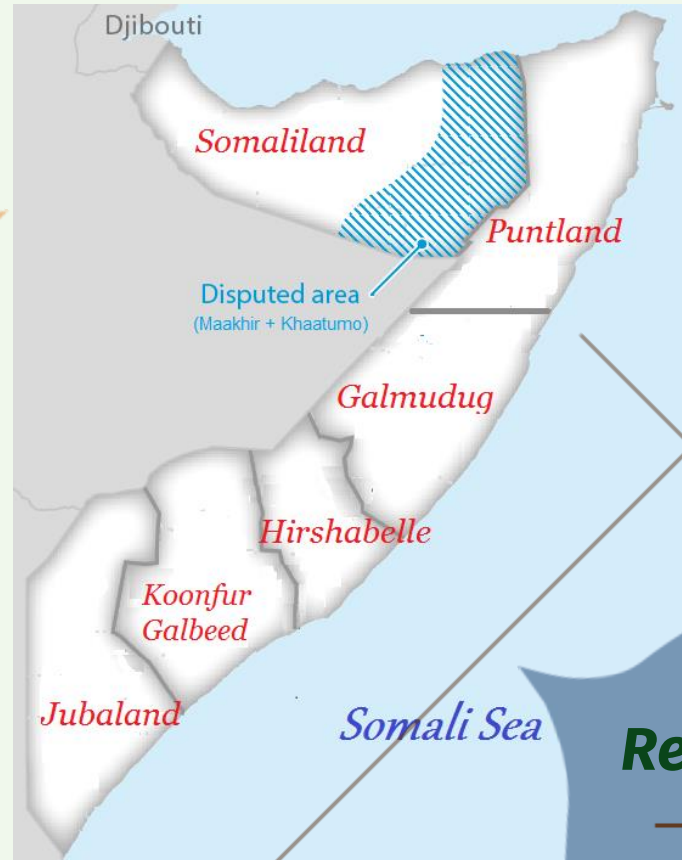 Djibouti
Somaliland
Puntland
Disputed area
(Maakhir + Khaatumo)
Galmudug
Hirshabelle
Koonfur
Galbeed
Jubaland
Somali Sea
Re